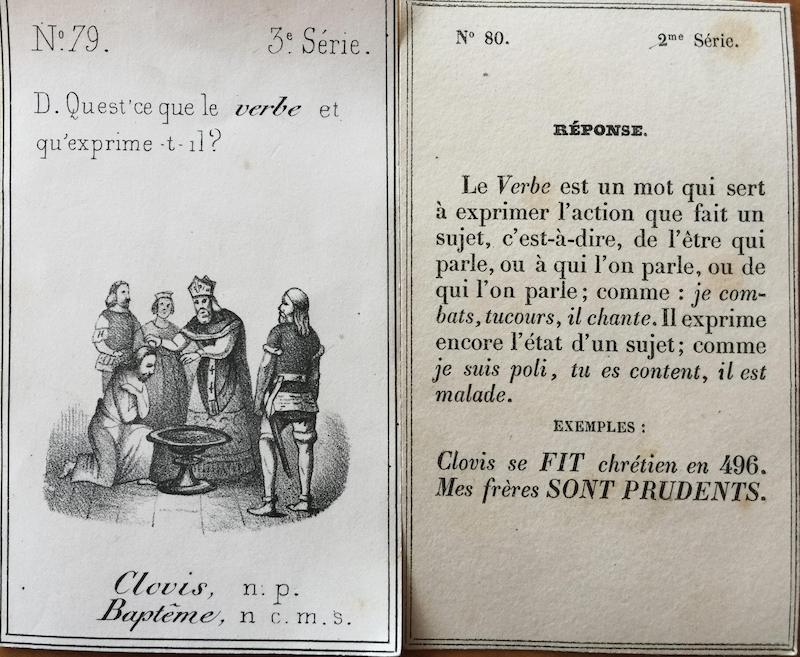 Nº 79. 3e Série.
D. Quest'ce que le verbe et
qu'exprime-t-il?
Clovis, n. p.
Baptême, n c. m. s.
Nº 80. 2me Série.
RÉPONSE.
Le Verbe est un mot qui sert
à exprimer l'action que fait un
sujet, c'est-à-dire, de l'être qui
parle, ou à qui l'on parle, ou de
qui l'on parle; comme : je com-
bats, tucours, il chante. Il exprime
encore l'état d'un sujet; comme
je suis poli, tu es content, il est
malade.
EXEMPLES :
Clovis se FIT chrétien en 496.
Mes frères SONT PRUDENTS.